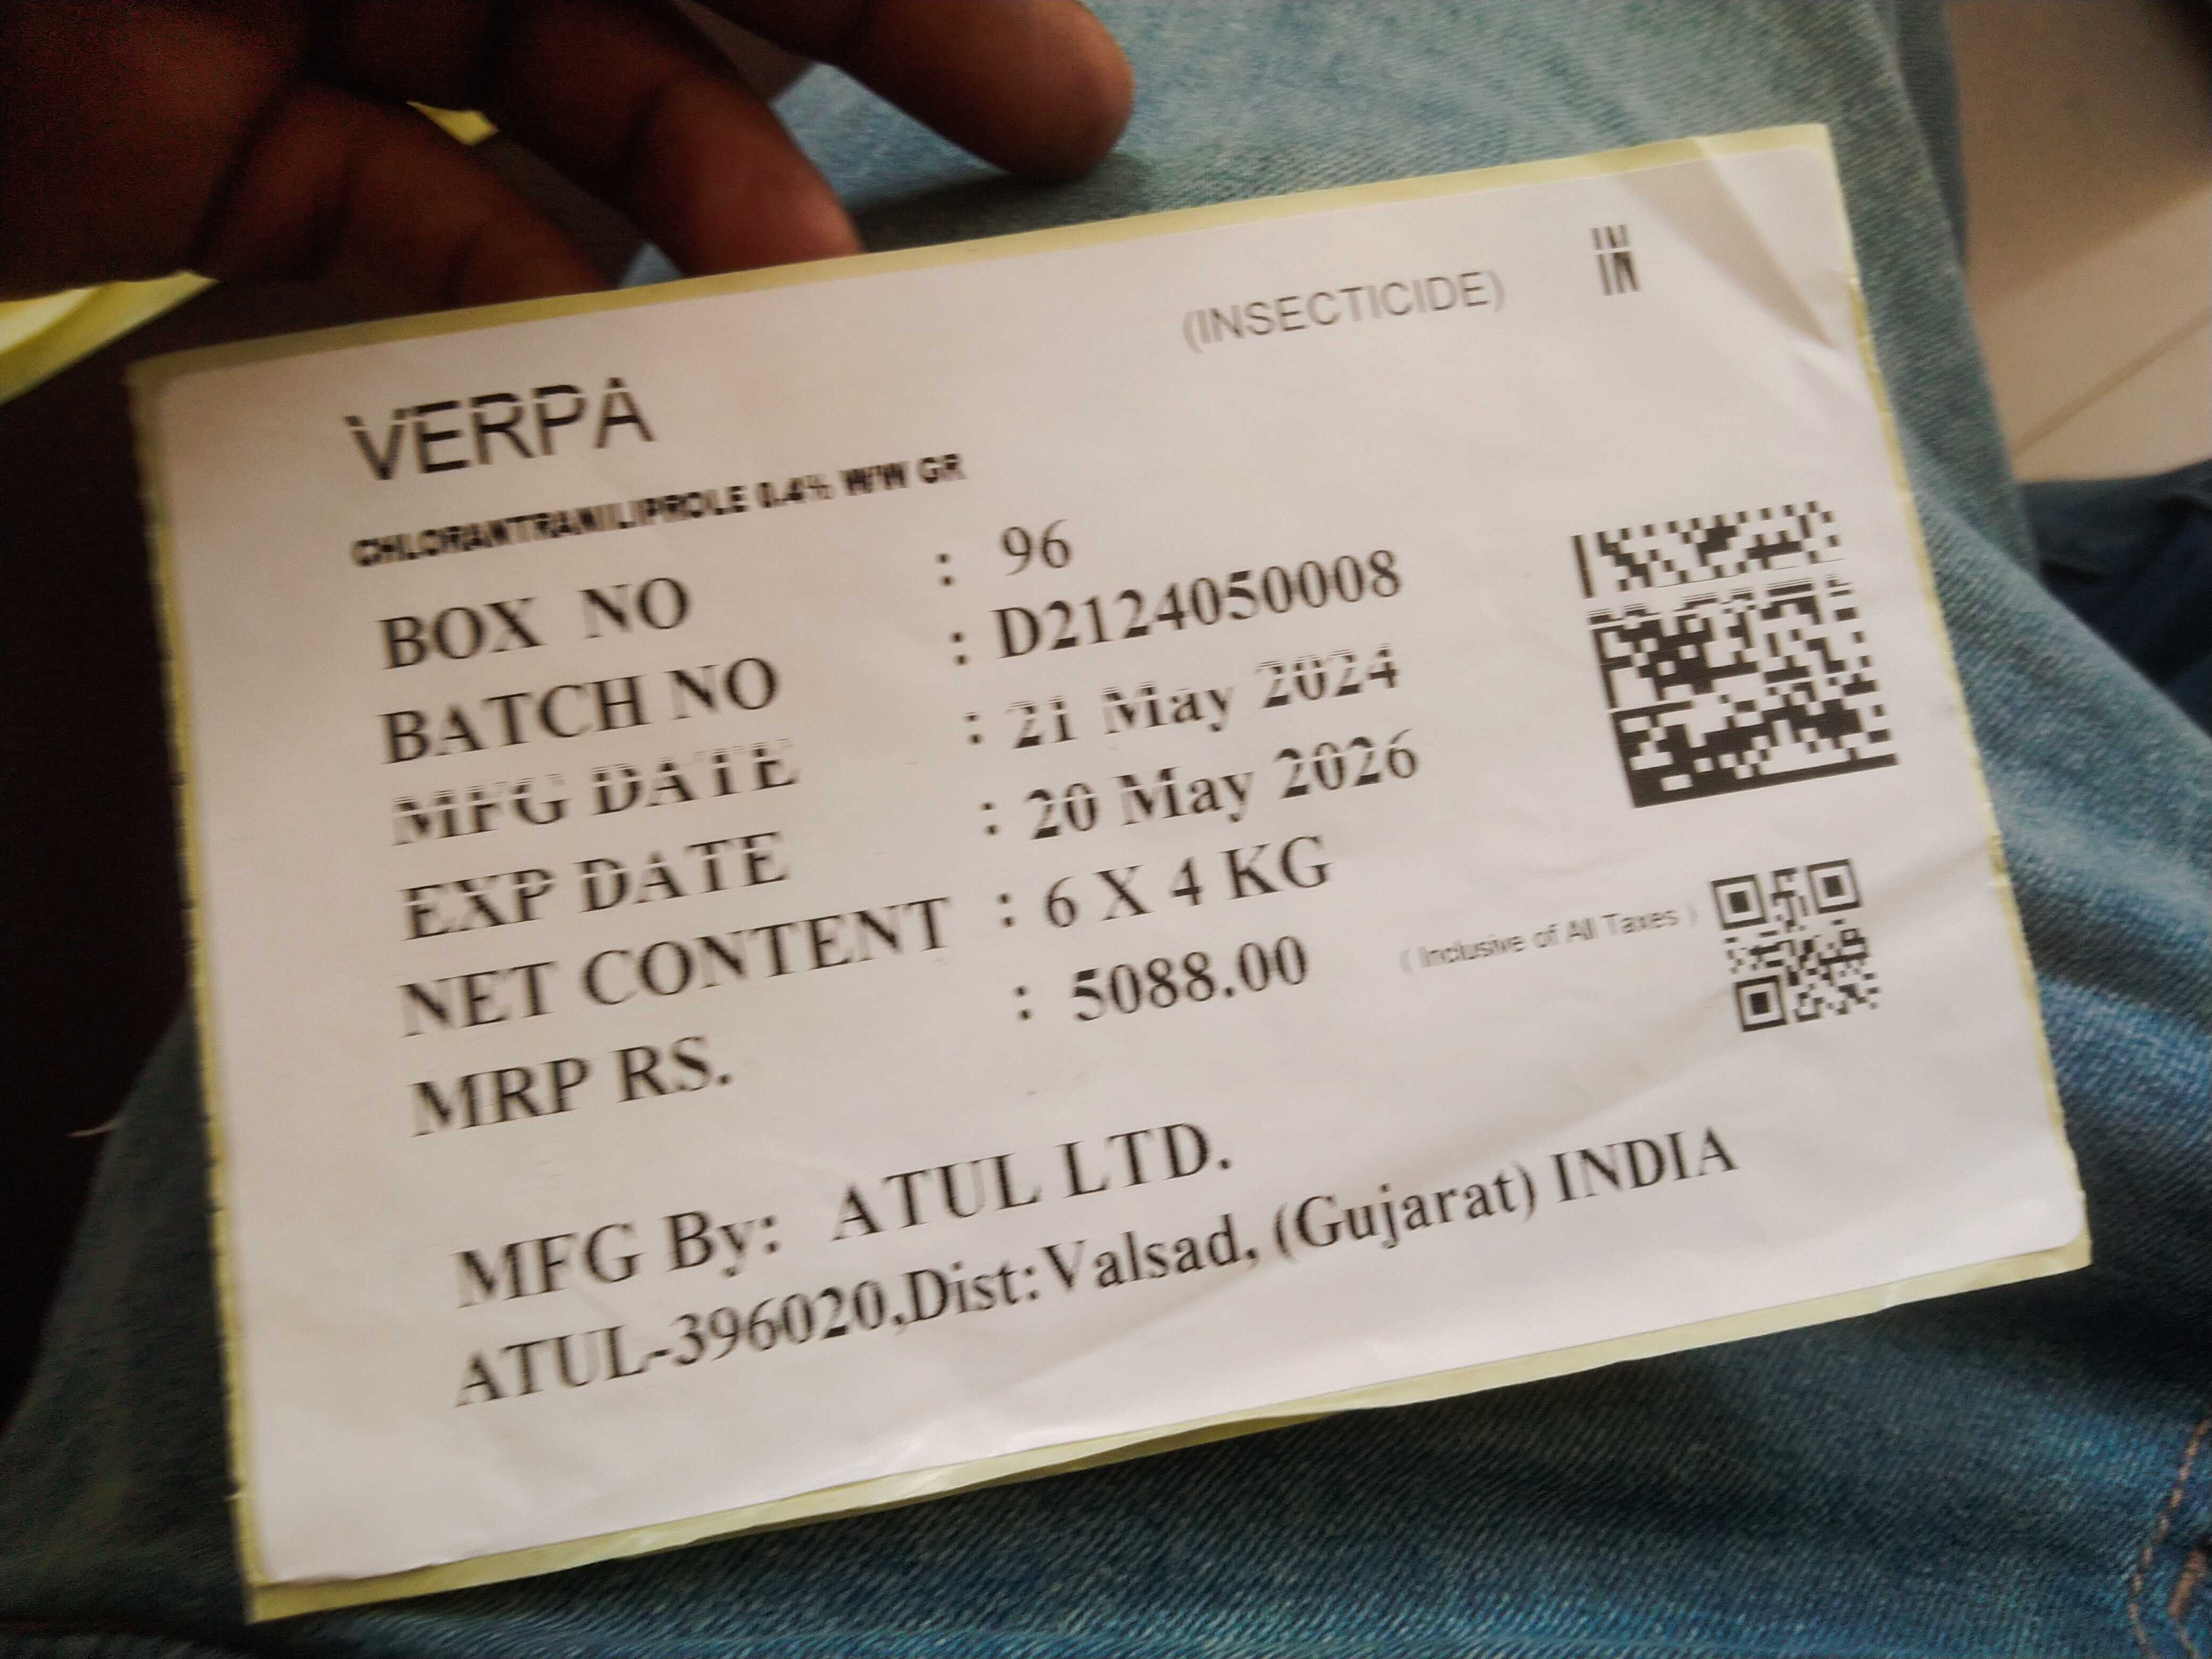 (INSECTICIDE) IN
VERPA
CHLORANTRANILIPROLE 0.4% W/W GR
BOX NO : 96
BATCH NO : D2124050008
MFG DATE : 21 May 2024
EXP DATE : 20 May 2026
NET CONTENT : 6 X 4 KG
MRP RS. : 5088.00 ( Inclusive of All Taxes )
MFG By: ATUL LTD.
ATUL-396020,Dist:Valsad, (Gujarat) INDIA